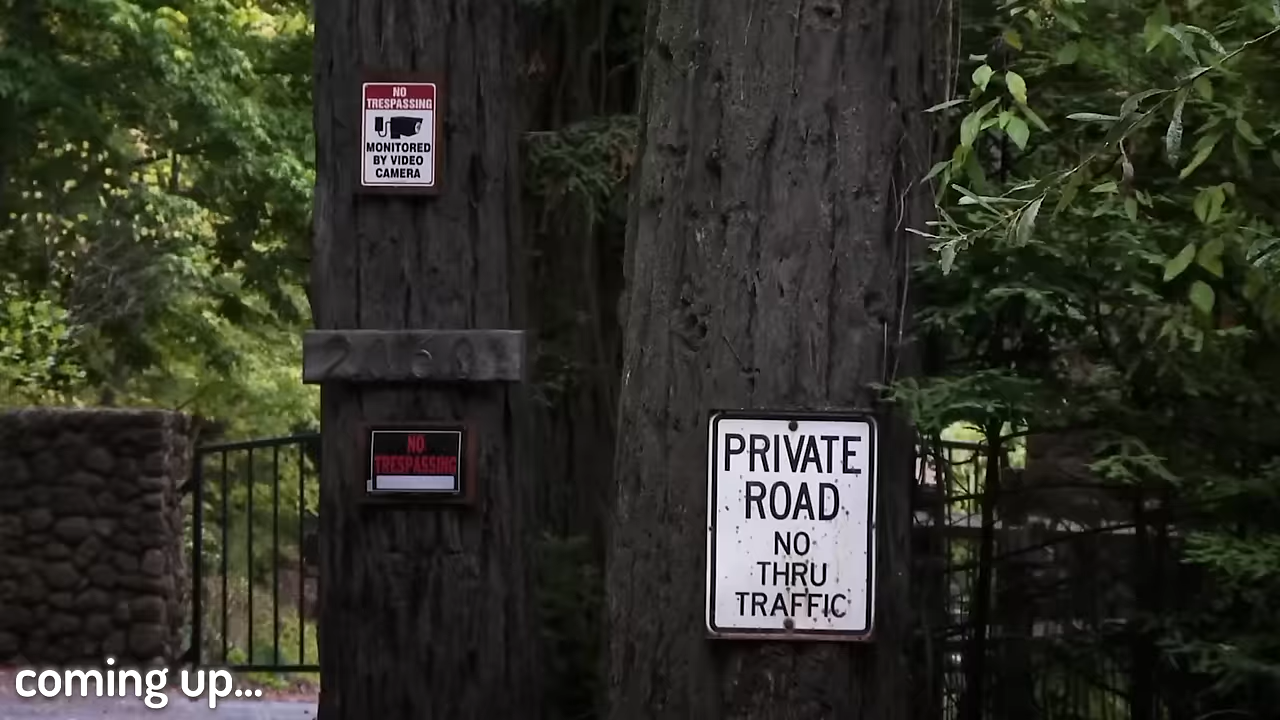 NO
TRESPASSING
MONITORED
BY VIDEO
CAMERA
NO
TRESPASSING
PRIVATE
ROAD
NO
THRU
TRAFFIC
coming up...